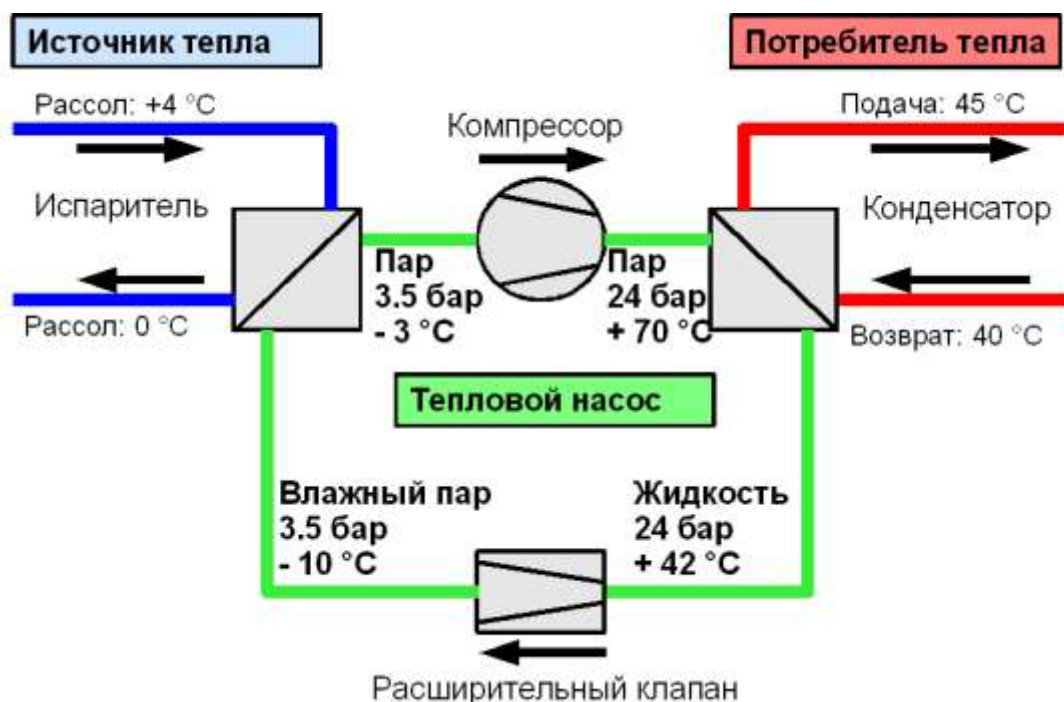 Источник тепла
Потребитель тепла
Рассол: +4 °C
Компрессор
Подача: 45 °C
Испаритель
Конденсатор
Пар
3.5 бар
- 3 °C
Пар
24 бар
+ 70 °C
Рассол: 0 °C
Возврат: 40 °C
Тепловой насос
Влажный пар
3.5 бар
- 10 °C
Жидкость
24 бар
+ 42 °C
Расширительный клапан